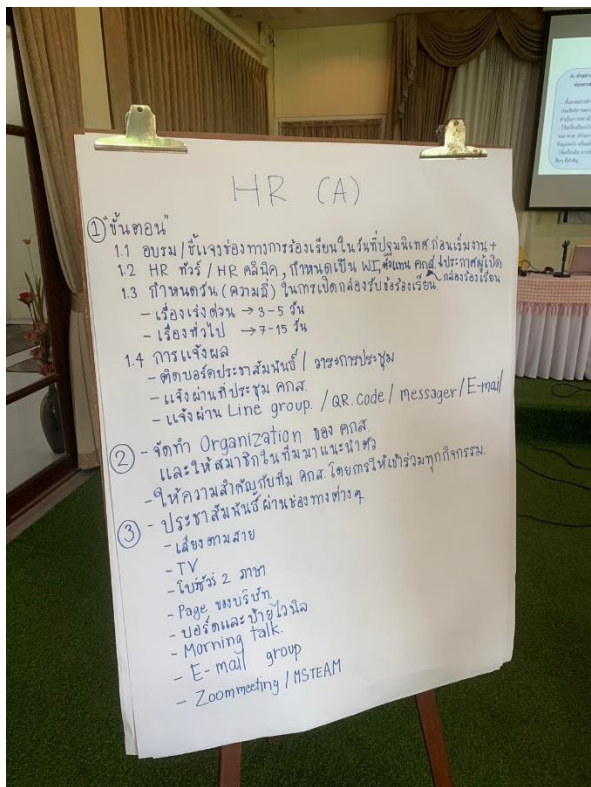 HR (A)
① "ขั้นตอน"
1.1 อบรม/ชี้แจงช่องทางการร้องเรียนในวันที่ปฐมนิเทศก่อนเริ่มงาน +
1.2 HR ทัวร์ / HR คลินิก, กำหนดเป็น WI, ตัวแทน คกส. & ประกาศผู้เปิดกล่องร้องเรียน
1.3 กำหนดวัน (ความถี่) ในการเปิดกล่องรับข้อร้องเรียน
- เรื่องเร่งด่วน → 3-5 วัน
- เรื่องทั่วไป → 7-15 วัน
1.4 การแจ้งผล
- ติดบอร์ดประชาสัมพันธ์ / วาระการประชุม
- แจ้งผ่านที่ประชุม คกส.
- แจ้งผ่าน Line group. / QR.code / messager / E-mail
② - จัดทำ Organization ของ คกส.
และให้สมาชิกในทีมมาแนะนำตัว
- ให้ความสำคัญกับทีม คกส. โดยการให้เข้าร่วมทุกกิจกรรม.
③ - ประชาสัมพันธ์ผ่านช่องทางต่างๆ
- เสียงตามสาย
- TV
- โบร์ชัวร์ 2 ภาษา
- Page ของบริษัท.
- บอร์ดและป้ายไวนิล
- Morning talk.
- E-mail group
- Zoom meeting / MSTEAM